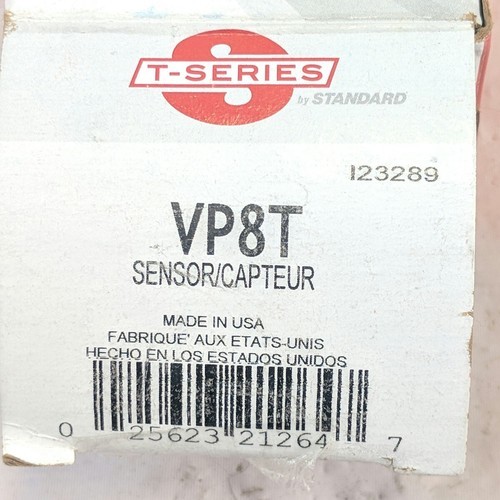 T-SERIES
by STANDARD
I23289
VP8T
SENSOR/CAPTEUR
MADE IN USA
FABRIQUE' AUX ETATS-UNIS
HECHO EN LOS ESTADOS UNIDOS
0 25623 21264 7